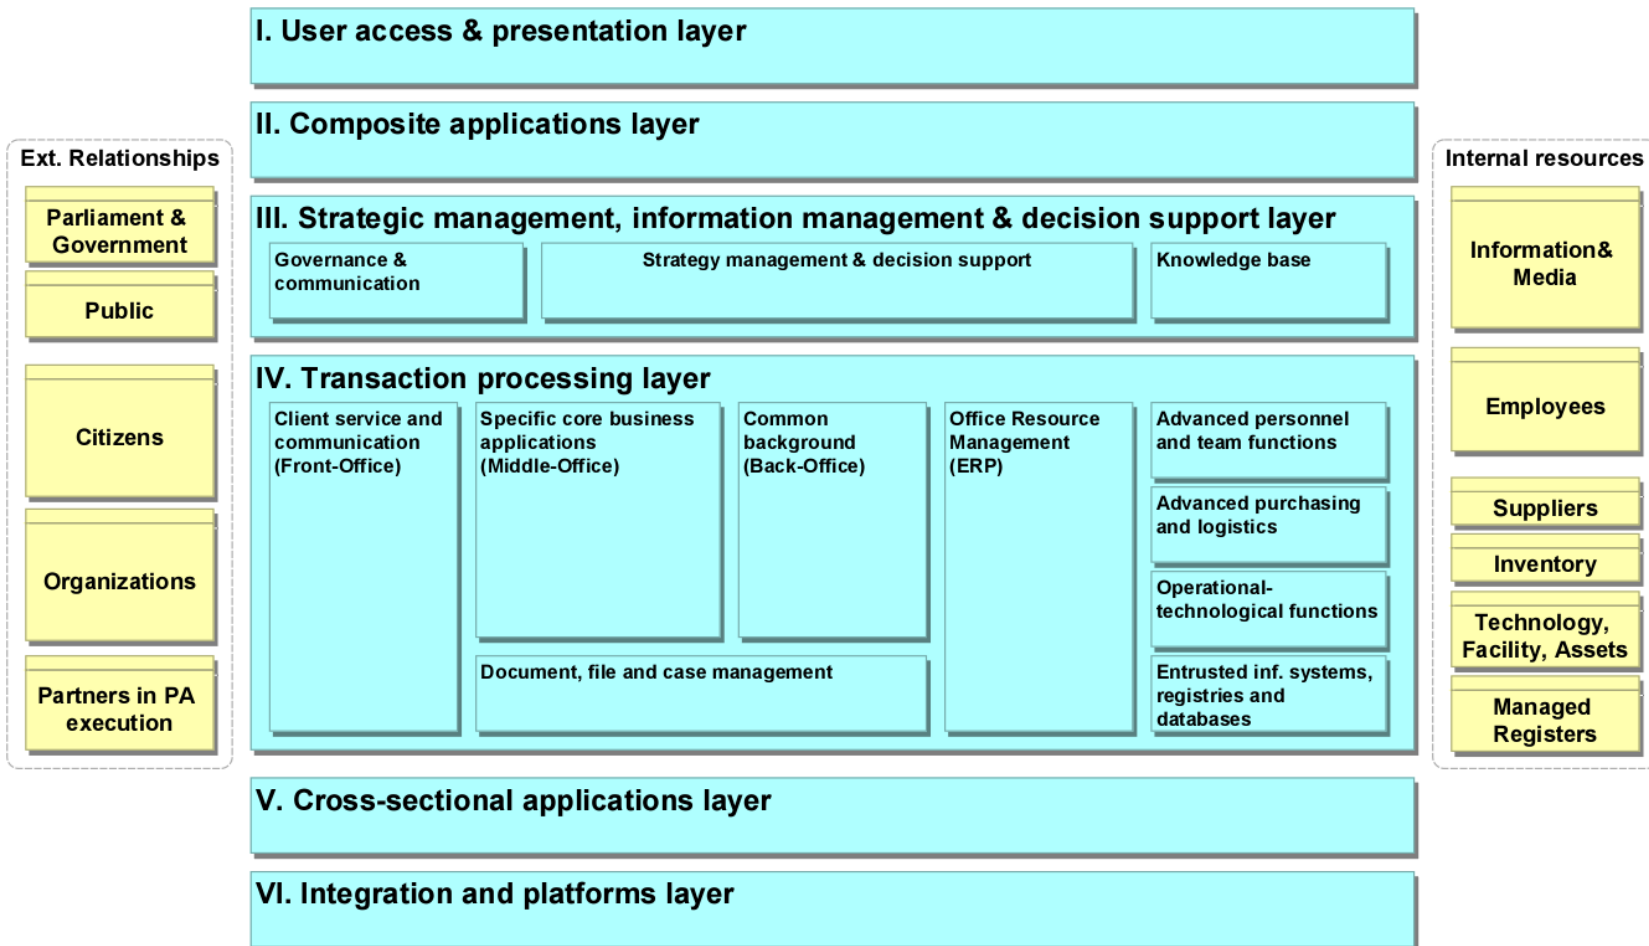 I. User access & presentation layer
II. Composite applications layer
Ext. Relationships
Parliament &
Government
Public
Citizens
Organizations
Partners in PA
execution
III. Strategic management, information management & decision support layer
Governance &
communication
Strategy management & decision support
Knowledge base
IV. Transaction processing layer
Client service and
communication
(Front-Office)
Specific core business
applications
(Middle-Office)
Common
background
(Back-Office)
Document, file and case management
Office Resource
Management
(ERP)
Advanced personnel
and team functions
Advanced purchasing
and logistics
Operational-
technological functions
Entrusted inf. systems,
registries and
databases
Internal resources
Information&
Media
Employees
Suppliers
Inventory
Technology,
Facility, Assets
Managed
Registers
V. Cross-sectional applications layer
VI. Integration and platforms layer